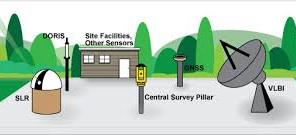 DORIS
Site Facilities,
Other Sensors
GNSS
SLR
Central Survey Pillar
VLBI